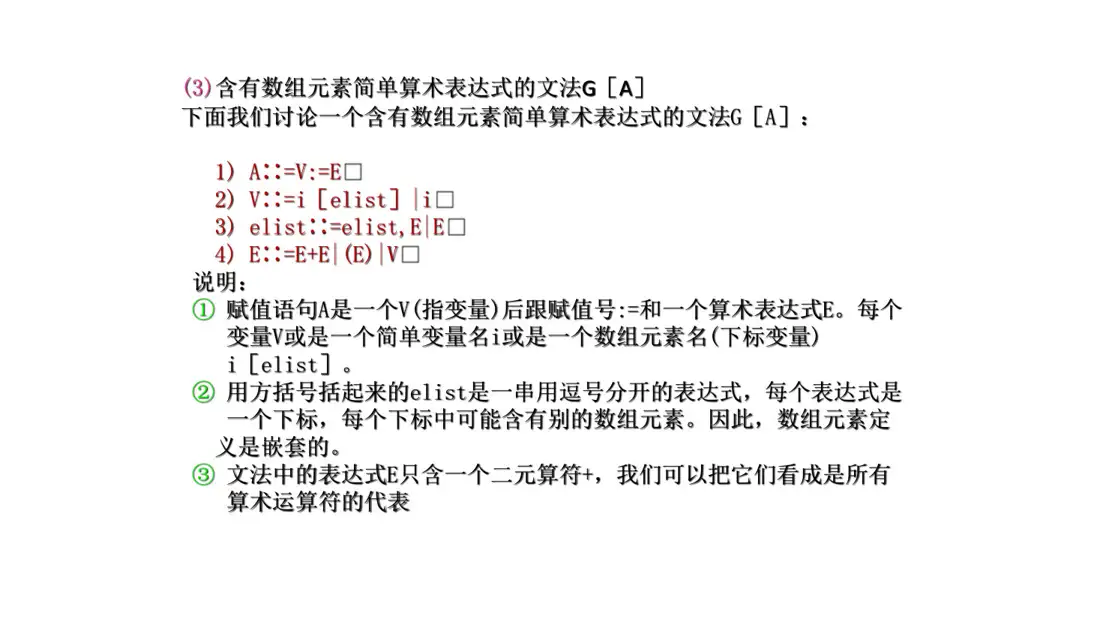 (3)含有数组元素简单算术表达式的文法G［A］
下面我们讨论一个含有数组元素简单算术表达式的文法G［A］：
1) A∷=V:=E□
2) V∷=i［elist］|i□
3) elist∷=elist,E|E□
4) E∷=E+E|(E)|V□
说明：
① 赋值语句A是一个V(指变量)后跟赋值号:=和一个算术表达式E。每个
变量V或是一个简单变量名i或是一个数组元素名(下标变量)
i［elist］。
② 用方括号括起来的elist是一串用逗号分开的表达式，每个表达式是
一个下标，每个下标中可能含有别的数组元素。因此，数组元素定
义是嵌套的。
③ 文法中的表达式E只含一个二元算符+，我们可以把它们看成是所有
算术运算符的代表